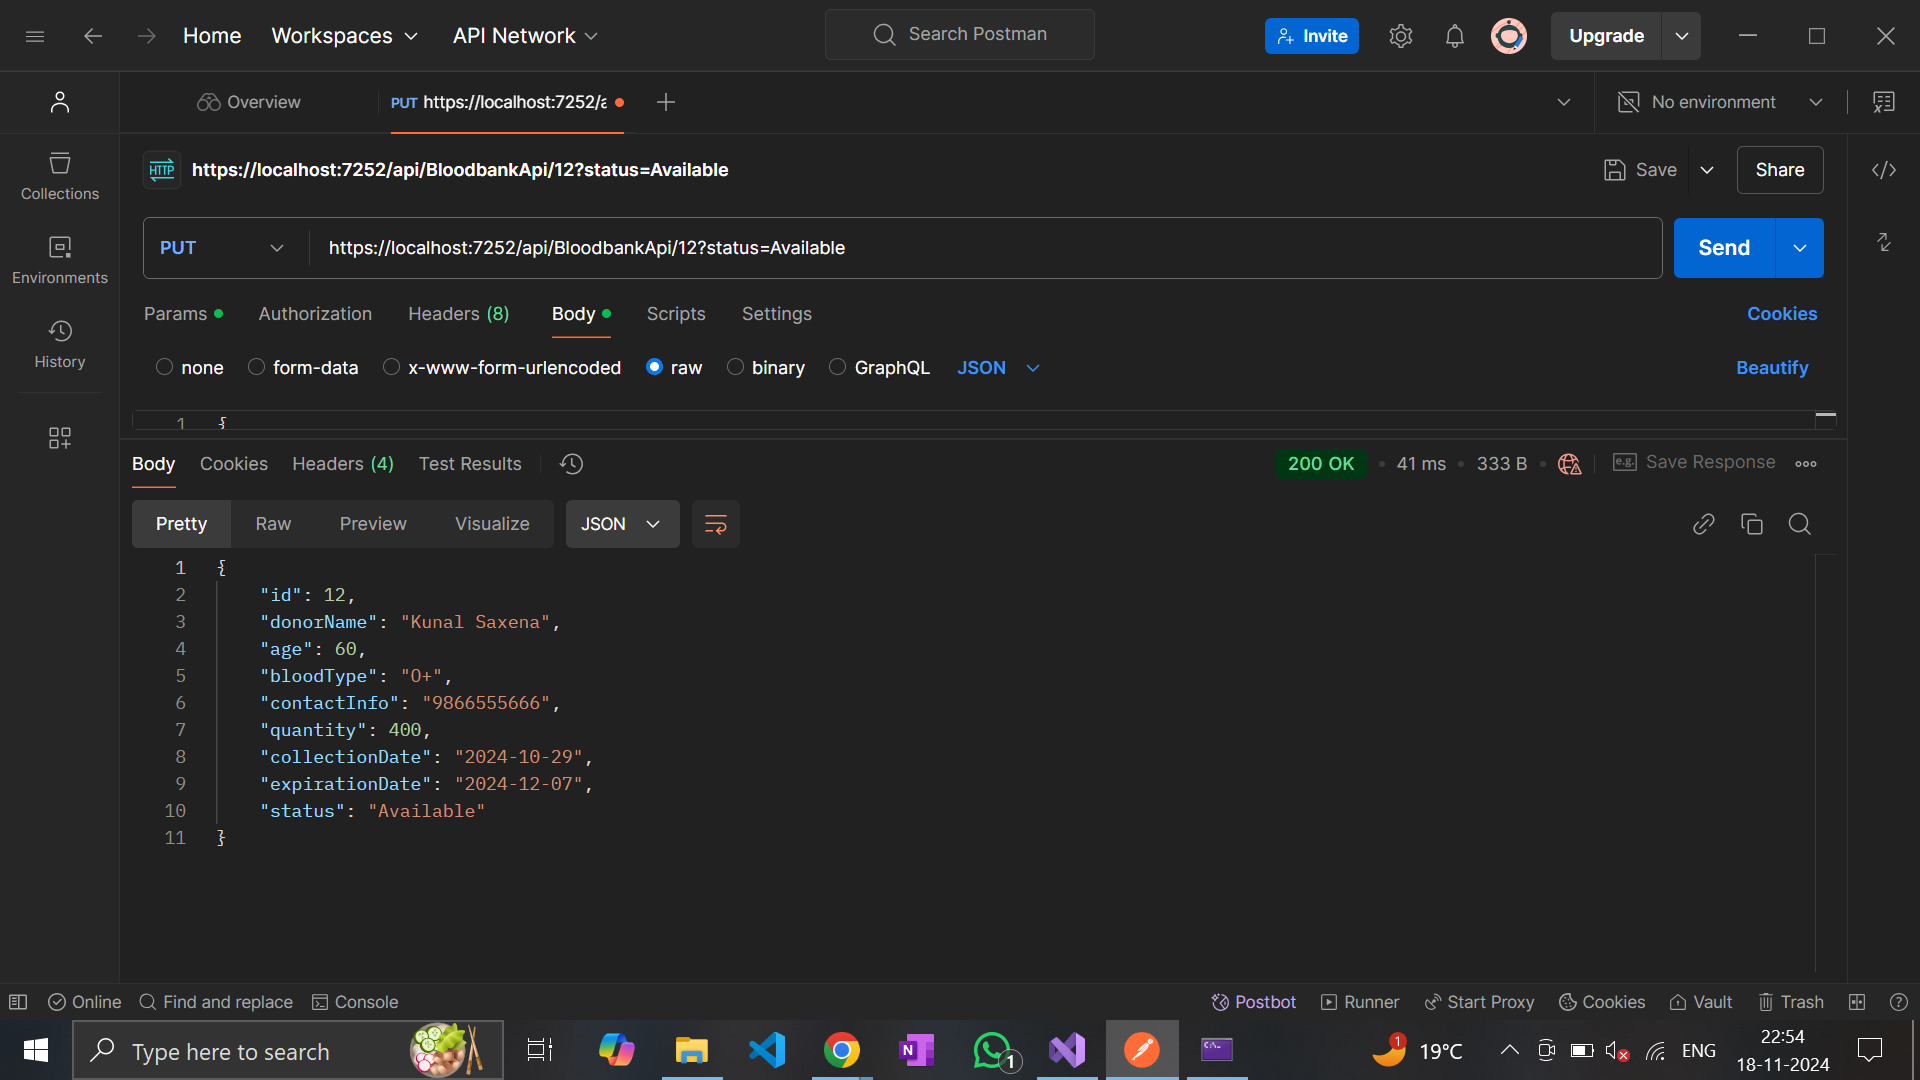 Home Workspaces API Network Search Postman Invite Upgrade
Overview PUT https://localhost:7252/a No environment
HTTP https://localhost:7252/api/BloodbankApi/12?status=Available Save Share
Collections
Environments
History
PUT https://localhost:7252/api/BloodbankApi/12?status=Available Send
Params Authorization Headers (8) Body Scripts Settings Cookies
none form-data x-www-form-urlencoded raw binary GraphQL JSON Beautify
1 {
Body Cookies Headers (4) Test Results 200 OK 41 ms 333 B e.g. Save Response
Pretty Raw Preview Visualize JSON
1 {
2 "id": 12,
3 "donorName": "Kunal Saxena",
4 "age": 60,
5 "bloodType": "O+",
6 "contactInfo": "9866555666",
7 "quantity": 400,
8 "collectionDate": "2024-10-29",
9 "expirationDate": "2024-12-07",
10 "status": "Available"
11 }
Online Find and replace Console Postbot Runner Start Proxy Cookies Vault Trash
Type here to search N 1 C:\_ 1 19°C ENG 22:54
18-11-2024